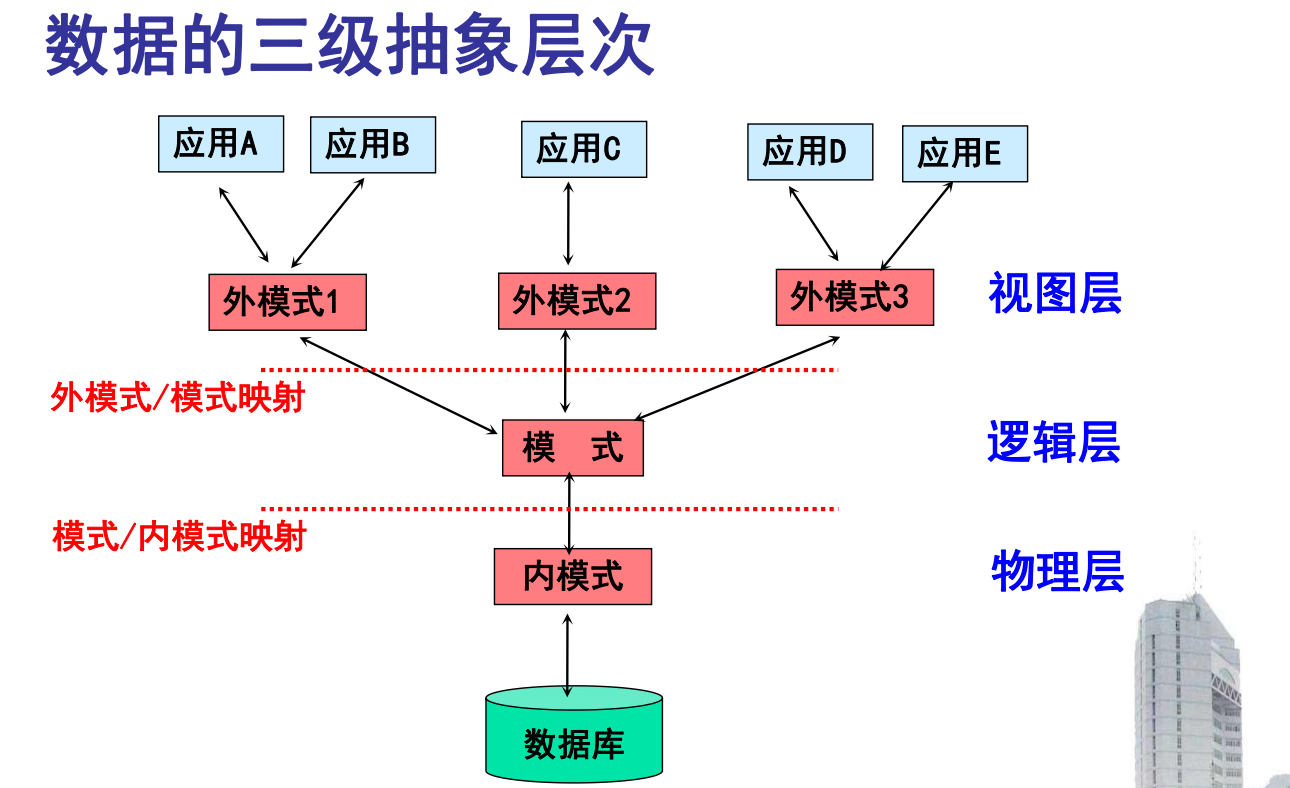 数据的三级抽象层次
应用A 应用B 应用C 应用D 应用E
外模式1 外模式2 外模式3 视图层
外模式/模式映射
模 式 逻辑层
模式/内模式映射
内模式 物理层
数据库